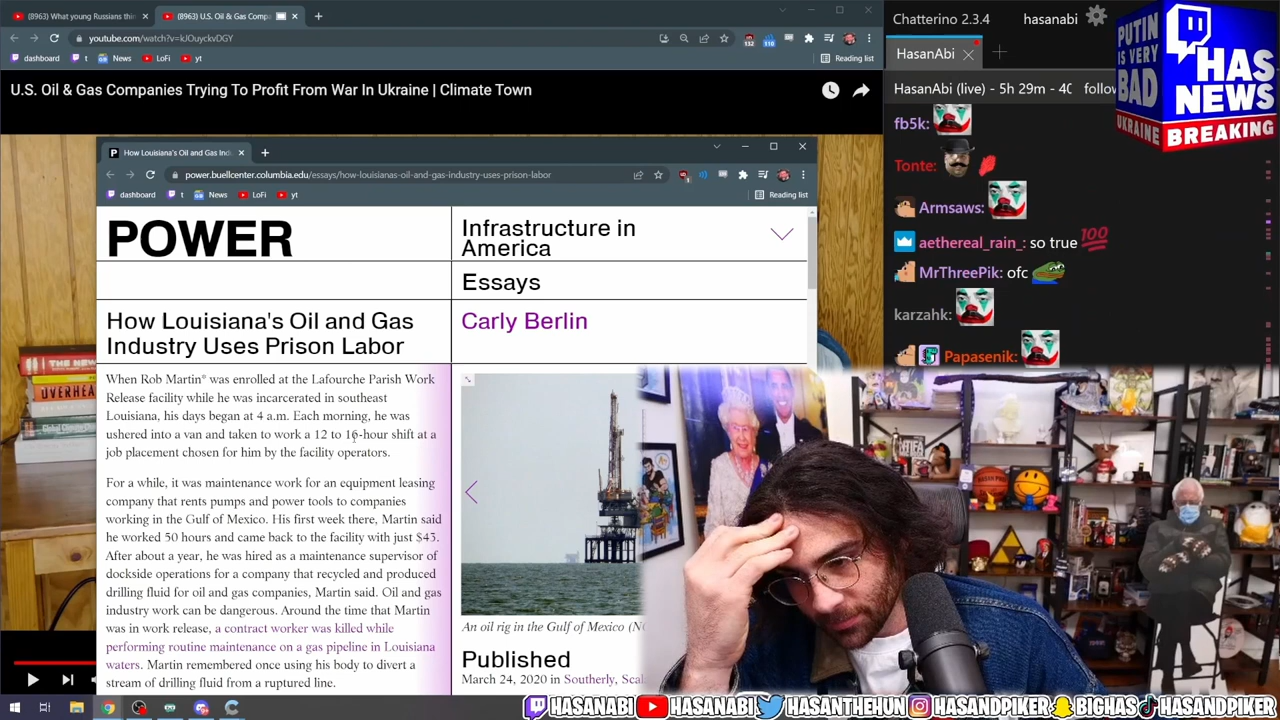 (8963) What young Russians thin
(8963) U.S. Oil & Gas Comp
youtube.com/watch?v=kJOuyckvDGY
dashboard
t
News
LoFi
yt
Reading list
U.S. Oil & Gas Companies Trying To Profit From War In Ukraine | Climate Town
How Louisiana's Oil and Gas Ind
power.buellcenter.columbia.edu/essays/how-louisianas-oil-and-gas-industry-uses-prison-labor
dashboard
t
News
LoFi
yt
Reading list
POWER
Infrastructure in
America
Essays
How Louisiana's Oil and Gas
Industry Uses Prison Labor
Carly Berlin
When Rob Martin* was enrolled at the Lafourche Parish Work
Release facility while he was incarcerated in southeast
Louisiana, his days began at 4 a.m. Each morning, he was
ushered into a van and taken to work a 12 to 16-hour shift at a
job placement chosen for him by the facility operators.
For a while, it was maintenance work for an equipment leasing
company that rents pumps and power tools to companies
working in the Gulf of Mexico. His first week there, Martin said
he worked 50 hours and came back to the facility with just $43.
After about a year, he was hired as a maintenance supervisor of
dockside operations for a company that recycled and produced
drilling fluid for oil and gas companies, Martin said. Oil and gas
industry work can be dangerous. Around the time that Martin
was in work release, a contract worker was killed while
performing routine maintenance on a gas pipeline in Louisiana
waters. Martin remembered once using his body to divert a
stream of drilling fluid from a ruptured line.
An oil rig in the Gulf of Mexico (N
Published
March 24, 2020 in Southerly, Scal
Chatterino 2.3.4
hasanabi
HasanAbi
HasanAbi (live) - 5h 29m - 40
follow
fb5k:
Tonte:
Armsaws:
aethereal_rain_: so true 100
MrThreePik: ofc
karzahk:
Papasenik:
PUTIN
IS VERY
BAD
UKRAINE
HAS
NEWS
BREAKING
ANTIFA
THE NEW
OVERHEA
HASANABI
HASANABI
HASANTHEHUN
HASANDPIKER
BIGHAS
HASANDPIKER